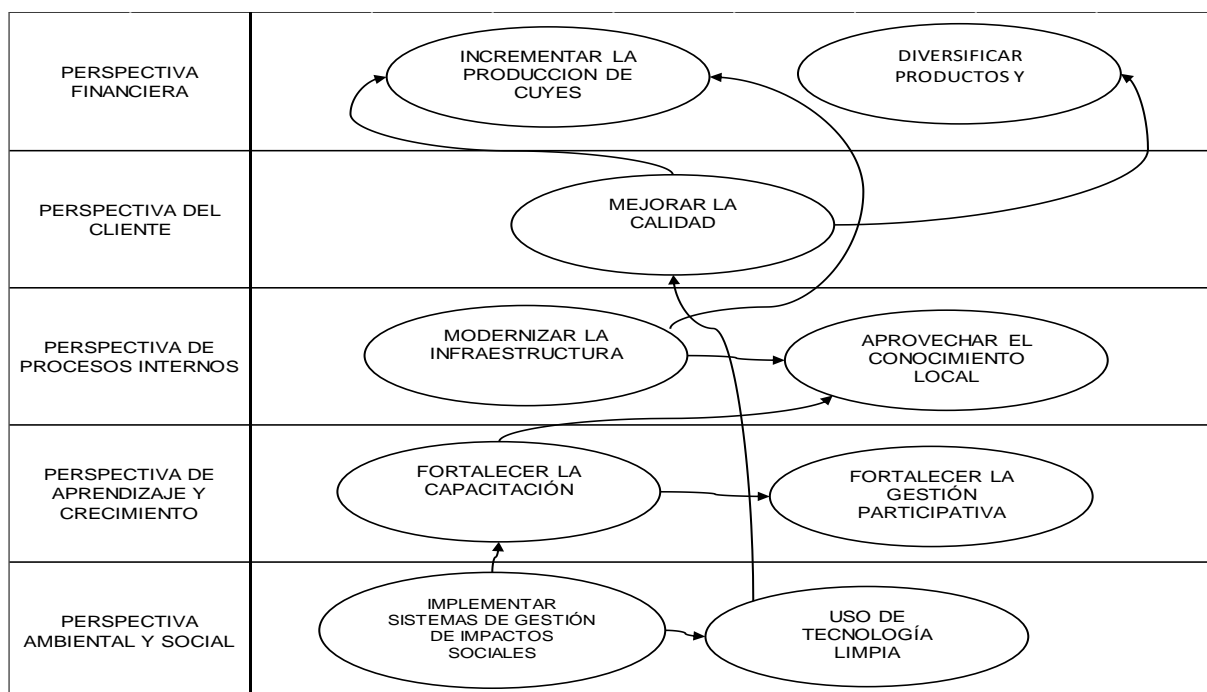 PERSPECTIVA
FINANCIERA
INCREMENTAR LA
PRODUCCION DE
CUYES
DIVERSIFICAR
PRODUCTOS Y
PERSPECTIVA DEL
CLIENTE
MEJORAR LA
CALIDAD
PERSPECTIVA DE
PROCESOS INTERNOS
MODERNIZAR LA
INFRAESTRUCTURA
APROVECHAR EL
CONOCIMIENTO
LOCAL
PERSPECTIVA DE
APRENDIZAJE Y
CRECIMIENTO
FORTALECER LA
CAPACITACIÓN
FORTALECER LA
GESTIÓN
PARTICIPATIVA
PERSPECTIVA
AMBIENTAL Y SOCIAL
IMPLEMENTAR
SISTEMAS DE GESTIÓN
DE IMPACTOS
SOCIALES
USO DE
TECNOLOGÍA
LIMPIA